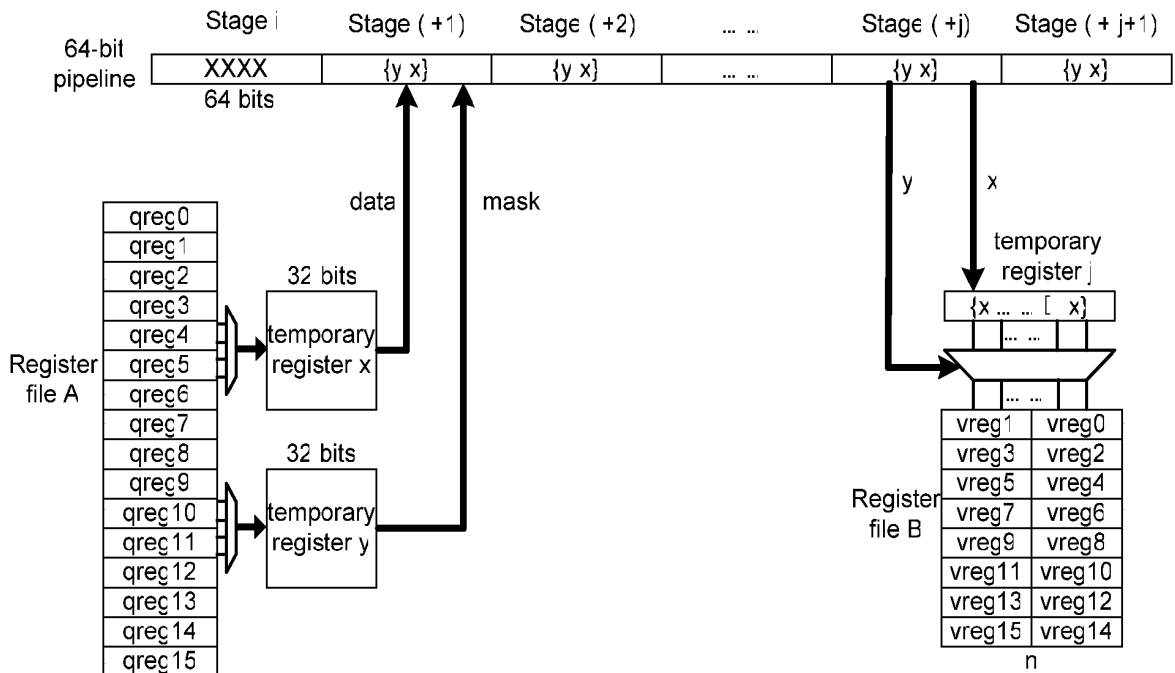 Stage i
Stage ( +1)
Stage ( +2)
... ...
Stage ( +j)
Stage ( + j+1)
64-bit
pipeline
XXXX
{y x}
{y x}
... ...
{y x}
{y x}
64 bits
data
mask
y
x
qreg0
qreg1
qreg2
qreg3
qreg4
qreg5
qreg6
qreg7
qreg8
qreg9
qreg10
qreg11
qreg12
qreg13
qreg14
qreg15
Register
file A
32 bits
temporary
register x
32 bits
temporary
register y
temporary
register j
{x ... ... [ x}
... ...
... ...
vreg1 vreg0
vreg3 vreg2
vreg5 vreg4
vreg7 vreg6
vreg9 vreg8
vreg11 vreg10
vreg13 vreg12
vreg15 vreg14
Register
file B
n